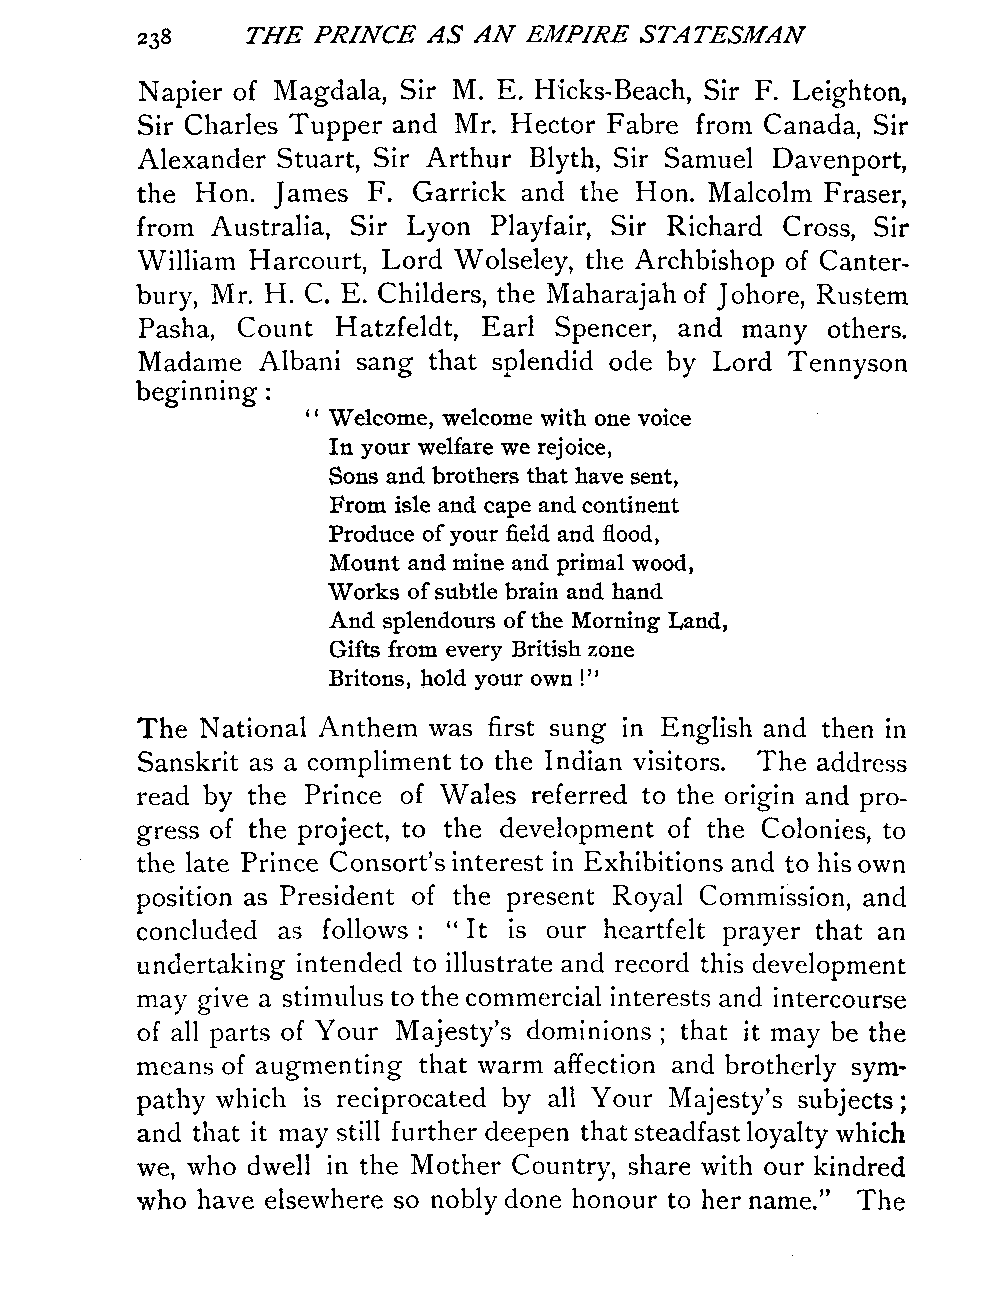 238 THE PRINCE AS AN EMPIRE STATESMAN
Napier of Magdala, Sir M. E. Hicks-Beach, Sir F. Leighton,
Sir Charles Tupper and Mr. Hector Fabre from Canada, Sir
Alexander Stuart, Sir Arthur Blyth, Sir Samuel Davenport,
the Hon. James F. Garrick and the Hon. Malcolm Fraser,
from Australia, Sir Lyon Playfair, Sir Richard Cross, Sir
William Harcourt, Lord Wolseley, the Archbishop of Canter-
bury, Mr. H. C. E. Childers, the Maharajah of Johore, Rustem
Pasha, Count Hatzfeldt, Earl Spencer, and many others.
Madame Albani sang that splendid ode by Lord Tennyson
beginning :
“ Welcome, welcome with one voice
In your welfare we rejoice,
Sons and brothers that have sent,
From isle and cape and continent
Produce of your field and flood,
Mount and mine and primal wood,
Works of subtle brain and hand
And splendours of the Morning Land,
Gifts from every British zone
Britons, hold your own !”
The National Anthem was first sung in English and then in
Sanskrit as a compliment to the Indian visitors. The address
read by the Prince of Wales referred to the origin and pro-
gress of the project, to the development of the Colonies, to
the late Prince Consort's interest in Exhibitions and to his own
position as President of the present Royal Commission, and
concluded as follows : “ It is our heartfelt prayer that an
undertaking intended to illustrate and record this development
may give a stimulus to the commercial interests and intercourse
of all parts of Your Majesty's dominions ; that it may be the
means of augmenting that warm affection and brotherly sym-
pathy which is reciprocated by all Your Majesty's subjects ;
and that it may still further deepen that steadfast loyalty which
we, who dwell in the Mother Country, share with our kindred
who have elsewhere so nobly done honour to her name.” The